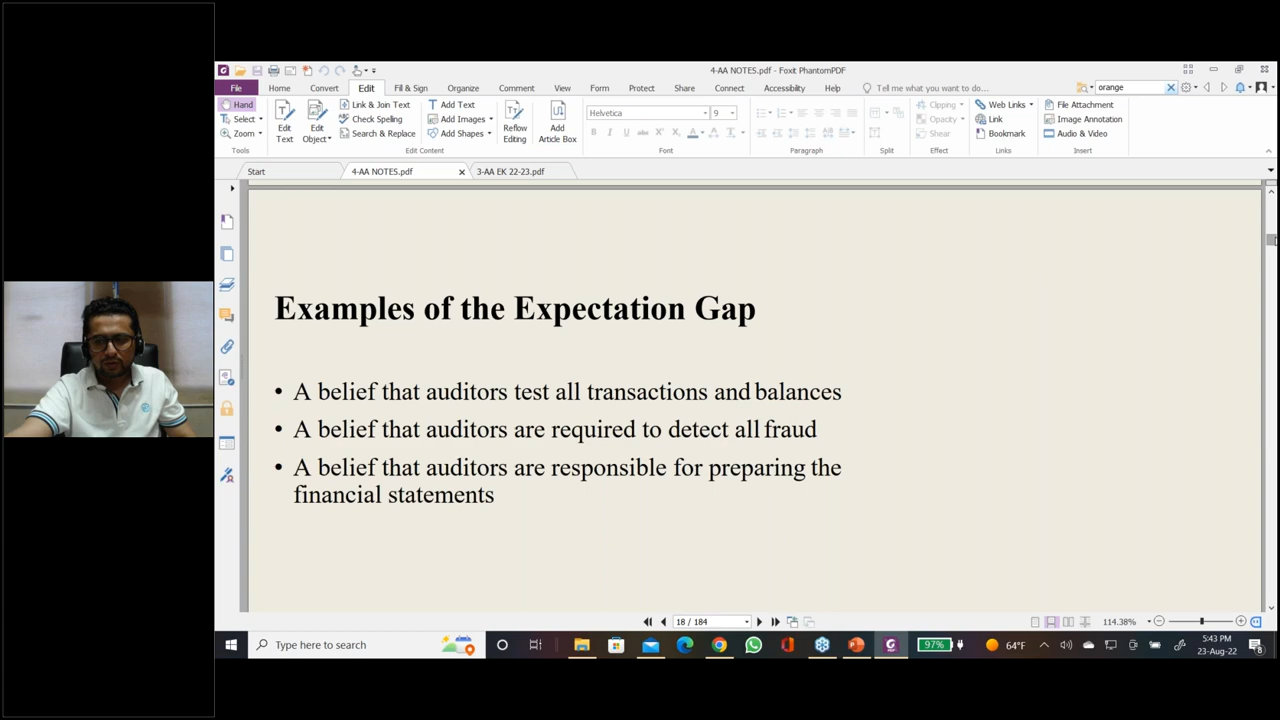 4-AA NOTES.pdf - Foxit PhantomPDF
File Home Convert Edit Fill & Sign Organize Comment View Form Protect Share Connect Accessibility Help Tell me what you want to do.. orange
Hand
Select
Zoom
Tools
Edit
Text
Edit
Object
Link & Join Text
Check Spelling
Search & Replace
Edit Content
Add Text
Add Images
Add Shapes
Reflow
Editing
Add
Article Box
Helvetica 9
B I U abc X² X₂ A
Font
Paragraph
Split
Clipping
Opacity
Shear
Effect
Web Links
Link
Bookmark
Links
File Attachment
Image Annotation
Audio & Video
Insert
Start 4-AA NOTES.pdf 3-AA EK 22-23.pdf
Examples of the Expectation Gap
• A belief that auditors test all transactions and balances
• A belief that auditors are required to detect all fraud
• A belief that auditors are responsible for preparing the
financial statements
18 / 184 114.38%
Type here to search
97%
64°F
5:43 PM
23-Aug-22
8